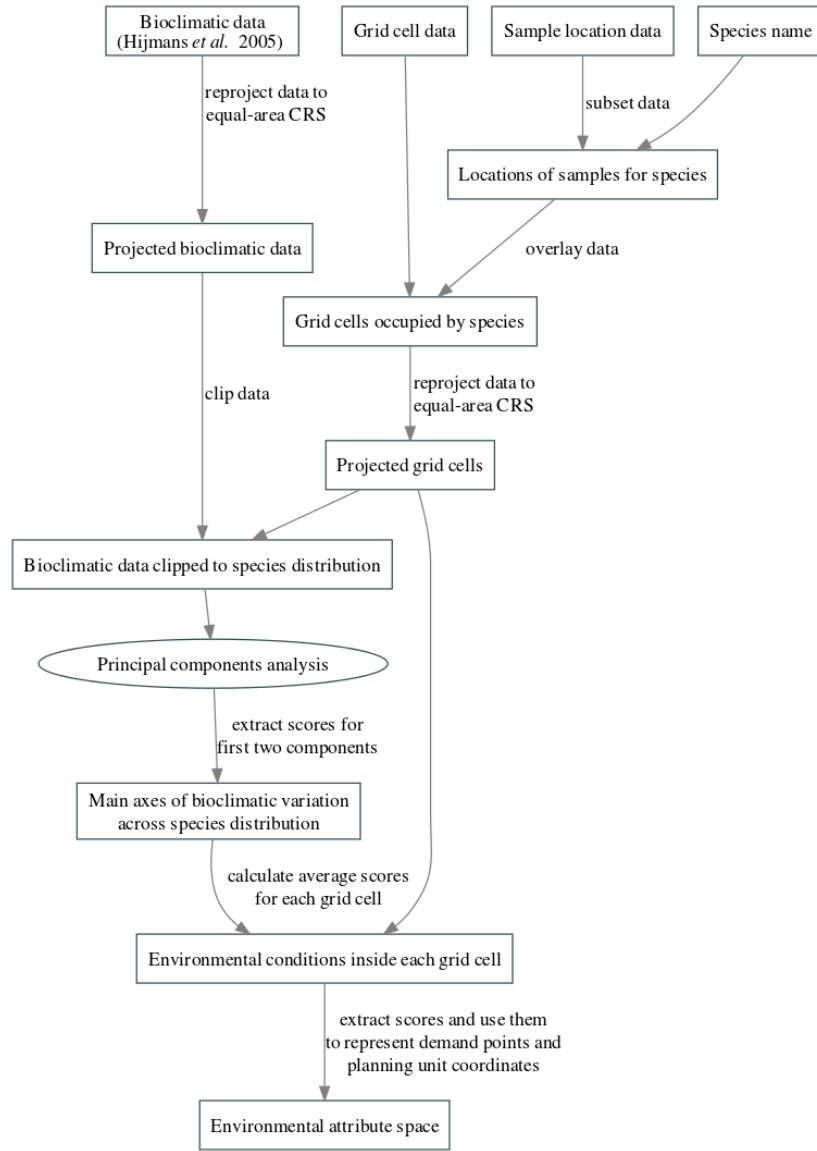 Bioclimatic data
(Hijmans et al. 2005)
Grid cell data
Sample location data
Species name
reproject data to
equal-area CRS
subset data
Locations of samples for species
Projected bioclimatic data
overlay data
Grid cells occupied by species
clip data
reproject data to
equal-area CRS
Projected grid cells
Bioclimatic data clipped to species distribution
Principal components analysis
extract scores for
first two components
Main axes of bioclimatic variation
across species distribution
calculate average scores
for each grid cell
Environmental conditions inside each grid cell
extract scores and use them
to represent demand points and
planning unit coordinates
Environmental attribute space